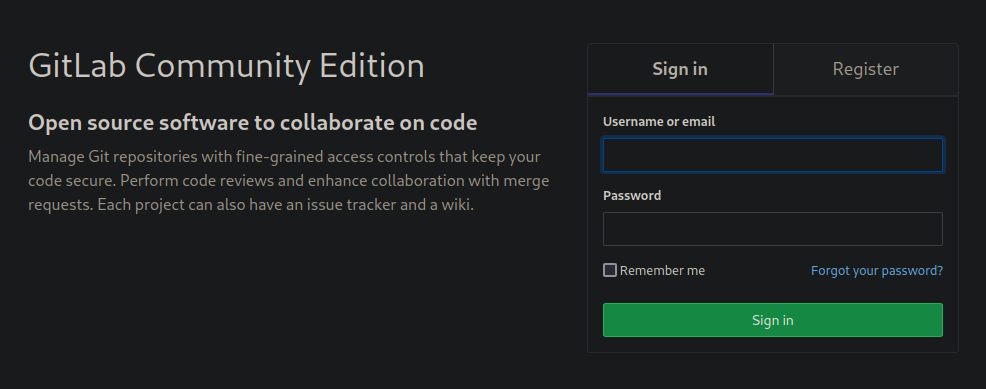 GitLab Community Edition
Open source software to collaborate on code
Manage Git repositories with fine-grained access controls that keep your
code secure. Perform code reviews and enhance collaboration with merge
requests. Each project can also have an issue tracker and a wiki.
Sign in
Register
Username or email
Password
Remember me
Forgot your password?
Sign in